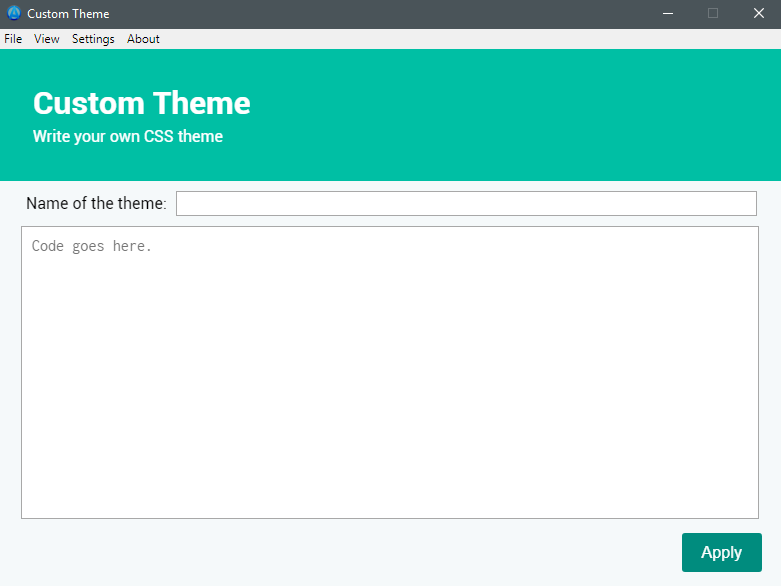 Custom Theme
File View Settings About
Custom Theme
Write your own CSS theme
Name of the theme:
Code goes here.
Apply